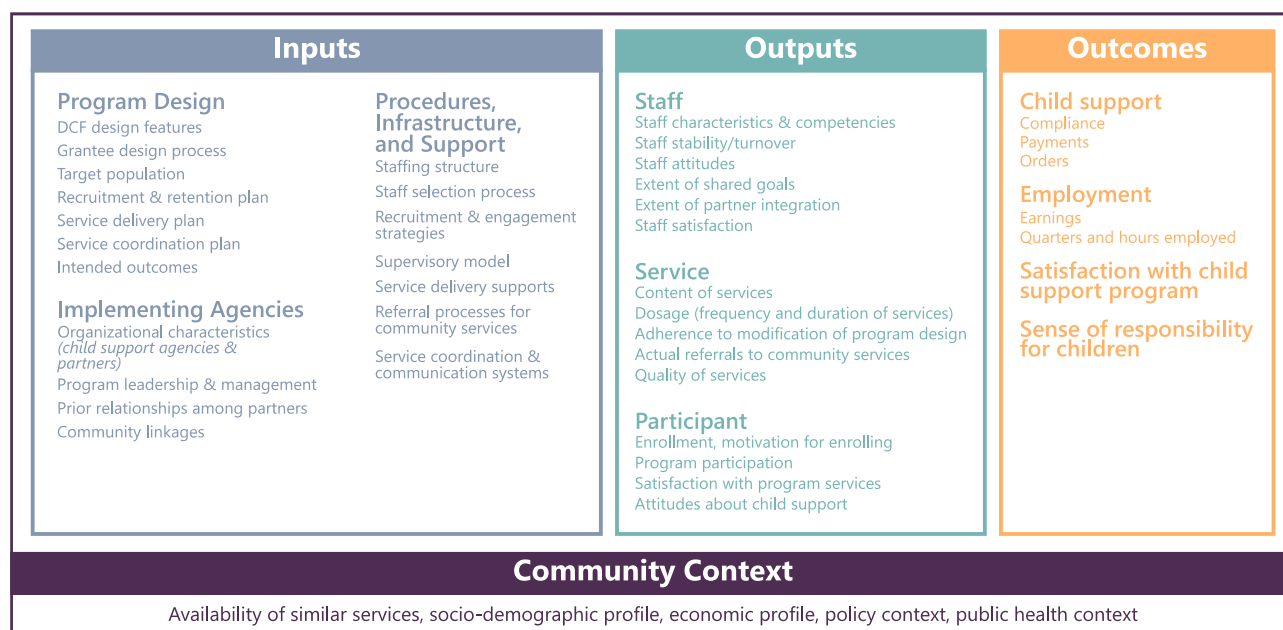 Inputs
Program Design
DCF design features
Grantee design process
Target population
Recruitment & retention plan
Service delivery plan
Service coordination plan
Intended outcomes
Implementing Agencies
Organizational characteristics
(child support agencies &
partners)
Program leadership & management
Prior relationships among partners
Community linkages
Procedures,
Infrastructure,
and Support
Staffing structure
Staff selection process
Recruitment & engagement
strategies
Supervisory model
Service delivery supports
Referral processes for
community services
Service coordination &
communication systems
Outputs
Staff
Staff characteristics & competencies
Staff stability/turnover
Staff attitudes
Extent of shared goals
Extent of partner integration
Staff satisfaction
Service
Content of services
Dosage (frequency and duration of services)
Adherence to modification of program design
Actual referrals to community services
Quality of services
Participant
Enrollment, motivation for enrolling
Program participation
Satisfaction with program services
Attitudes about child support
Outcomes
Child support
Compliance
Payments
Orders
Employment
Earnings
Quarters and hours employed
Satisfaction with child
support program
Sense of responsibility
for children
Community Context
Availability of similar services, socio-demographic profile, economic profile, policy context, public health context